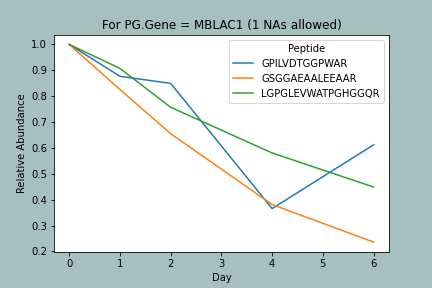 For PG.Gene = MBLAC1 (1 NAs allowed)
Peptide
GPILVDTGGPWAR
GSGGAEAALEEAAR
LGPGLEVWATPGHGGQR
Relative Abundance
1.0
0.9
0.8
0.7
0.6
0.5
0.4
0.3
0.2
0 1 2 3 4 5 6
Day